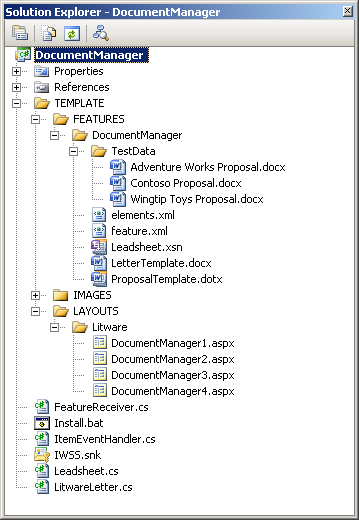 Solution Explorer - DocumentManager
DocumentManager
Properties
References
TEMPLATE
FEATURES
DocumentManager
TestData
Adventure Works Proposal.docx
Contoso Proposal.docx
Wingtip Toys Proposal.docx
elements.xml
feature.xml
Leadsheet.xsn
LetterTemplate.docx
ProposalTemplate.dotx
IMAGES
LAYOUTS
Litware
DocumentManager1.aspx
DocumentManager2.aspx
DocumentManager3.aspx
DocumentManager4.aspx
FeatureReceiver.cs
Install.bat
ItemEventHandler.cs
IWSS.snk
Leadsheet.cs
LitwareLetter.cs